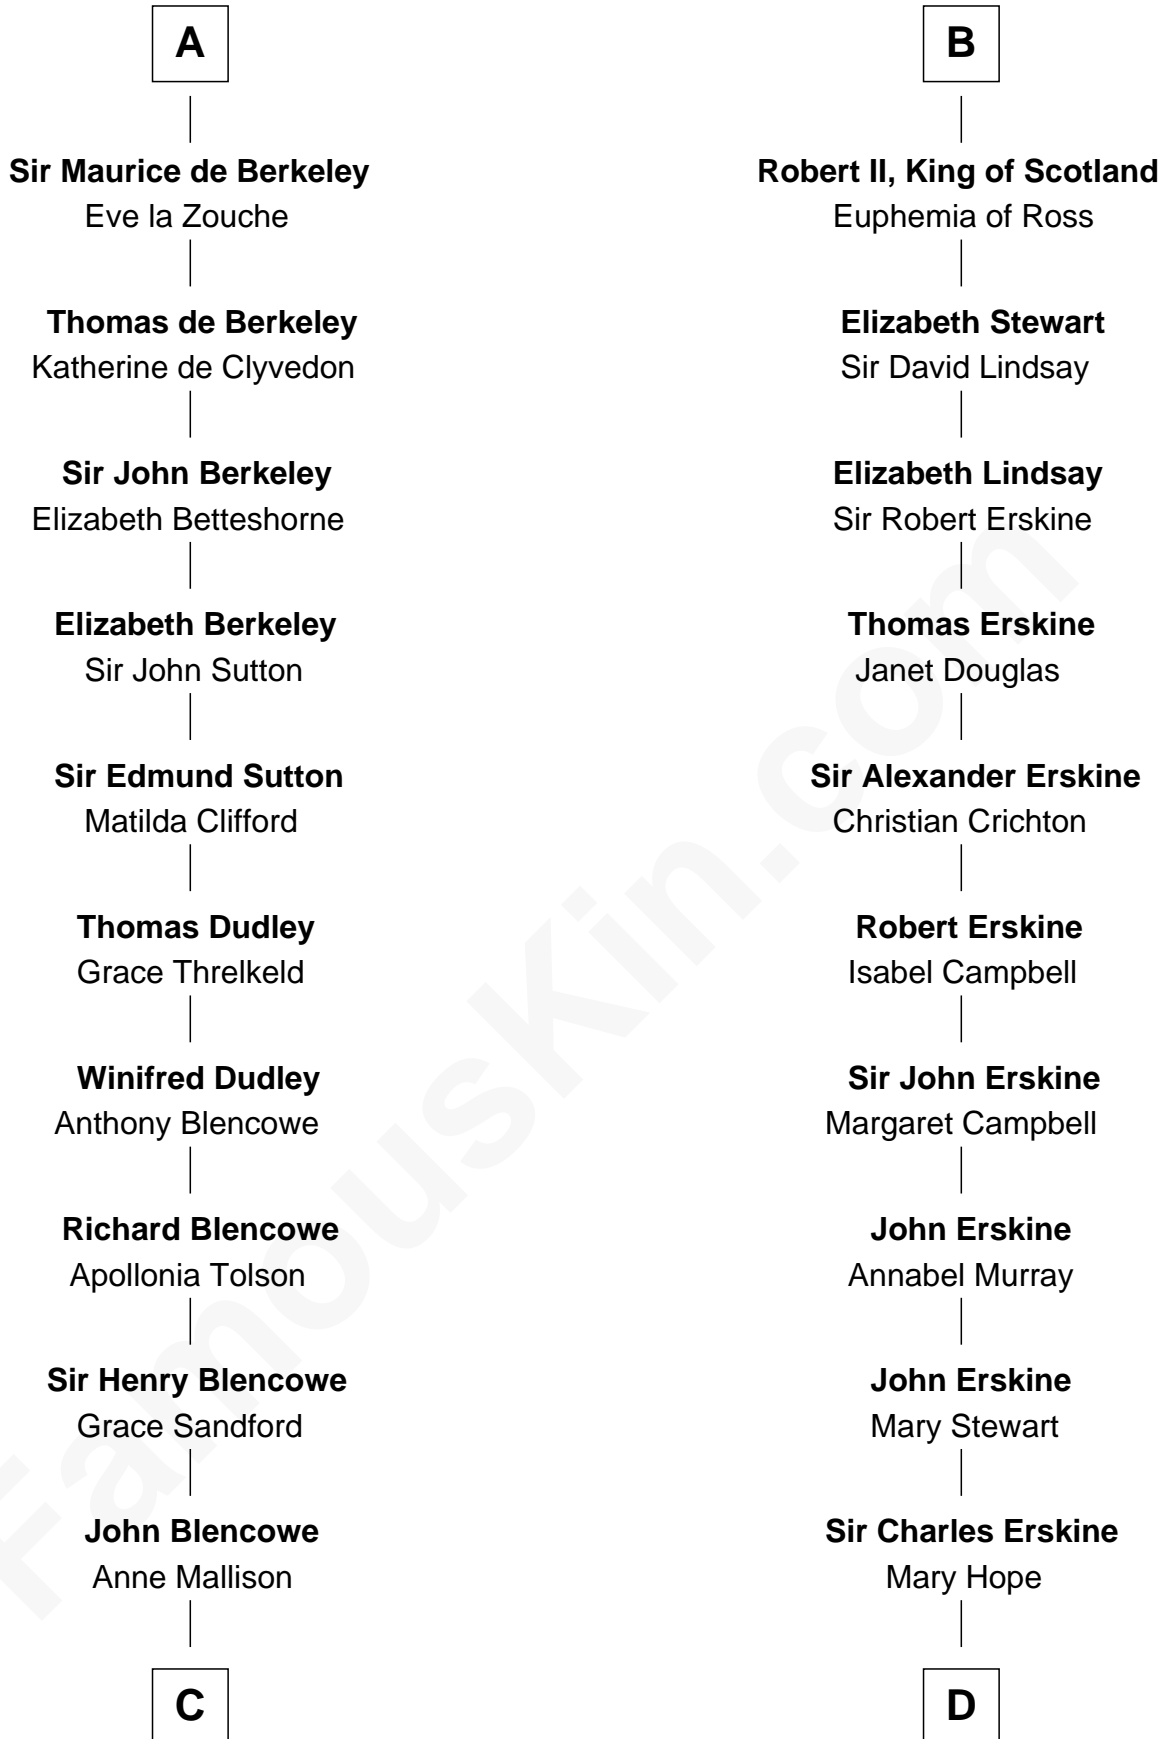 A
Sir Maurice de Berkeley
Eve la Zouche
Thomas de Berkeley
Katherine de Clyvedon
Sir John Berkeley
Elizabeth Betteshorne
Elizabeth Berkeley
Sir John Sutton
Sir Edmund Sutton
Matilda Clifford
Thomas Dudley
Grace Threlkeld
Winifred Dudley
Anthony Blencowe
Richard Blencowe
Apollonia Tolson
Sir Henry Blencowe
Grace Sandford
John Blencowe
Anne Mallison
C
B
Robert II, King of Scotland
Euphemia of Ross
Elizabeth Stewart
Sir David Lindsay
Elizabeth Lindsay
Sir Robert Erskine
Thomas Erskine
Janet Douglas
Sir Alexander Erskine
Christian Crichton
Robert Erskine
Isabel Campbell
Sir John Erskine
Margaret Campbell
John Erskine
Annabel Murray
John Erskine
Mary Stewart
Sir Charles Erskine
Mary Hope
D
FamousKin.com